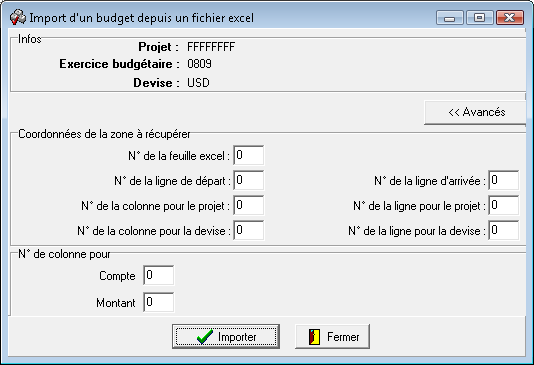 Import d'un budget depuis un fichier excel
Infos
Projet : FFFFFFFF
Exercice budgétaire : 0809
Devise : USD
<< Avancés
Coordonnées de la zone à récupérer
N° de la feuille excel : 0
N° de la ligne de départ : 0 N° de la ligne d'arrivée : 0
N° de la colonne pour le projet : 0 N° de la ligne pour le projet : 0
N° de la colonne pour la devise : 0 N° de la ligne pour la devise : 0
N° de colonne pour
Compte 0
Montant 0
Importer Fermer